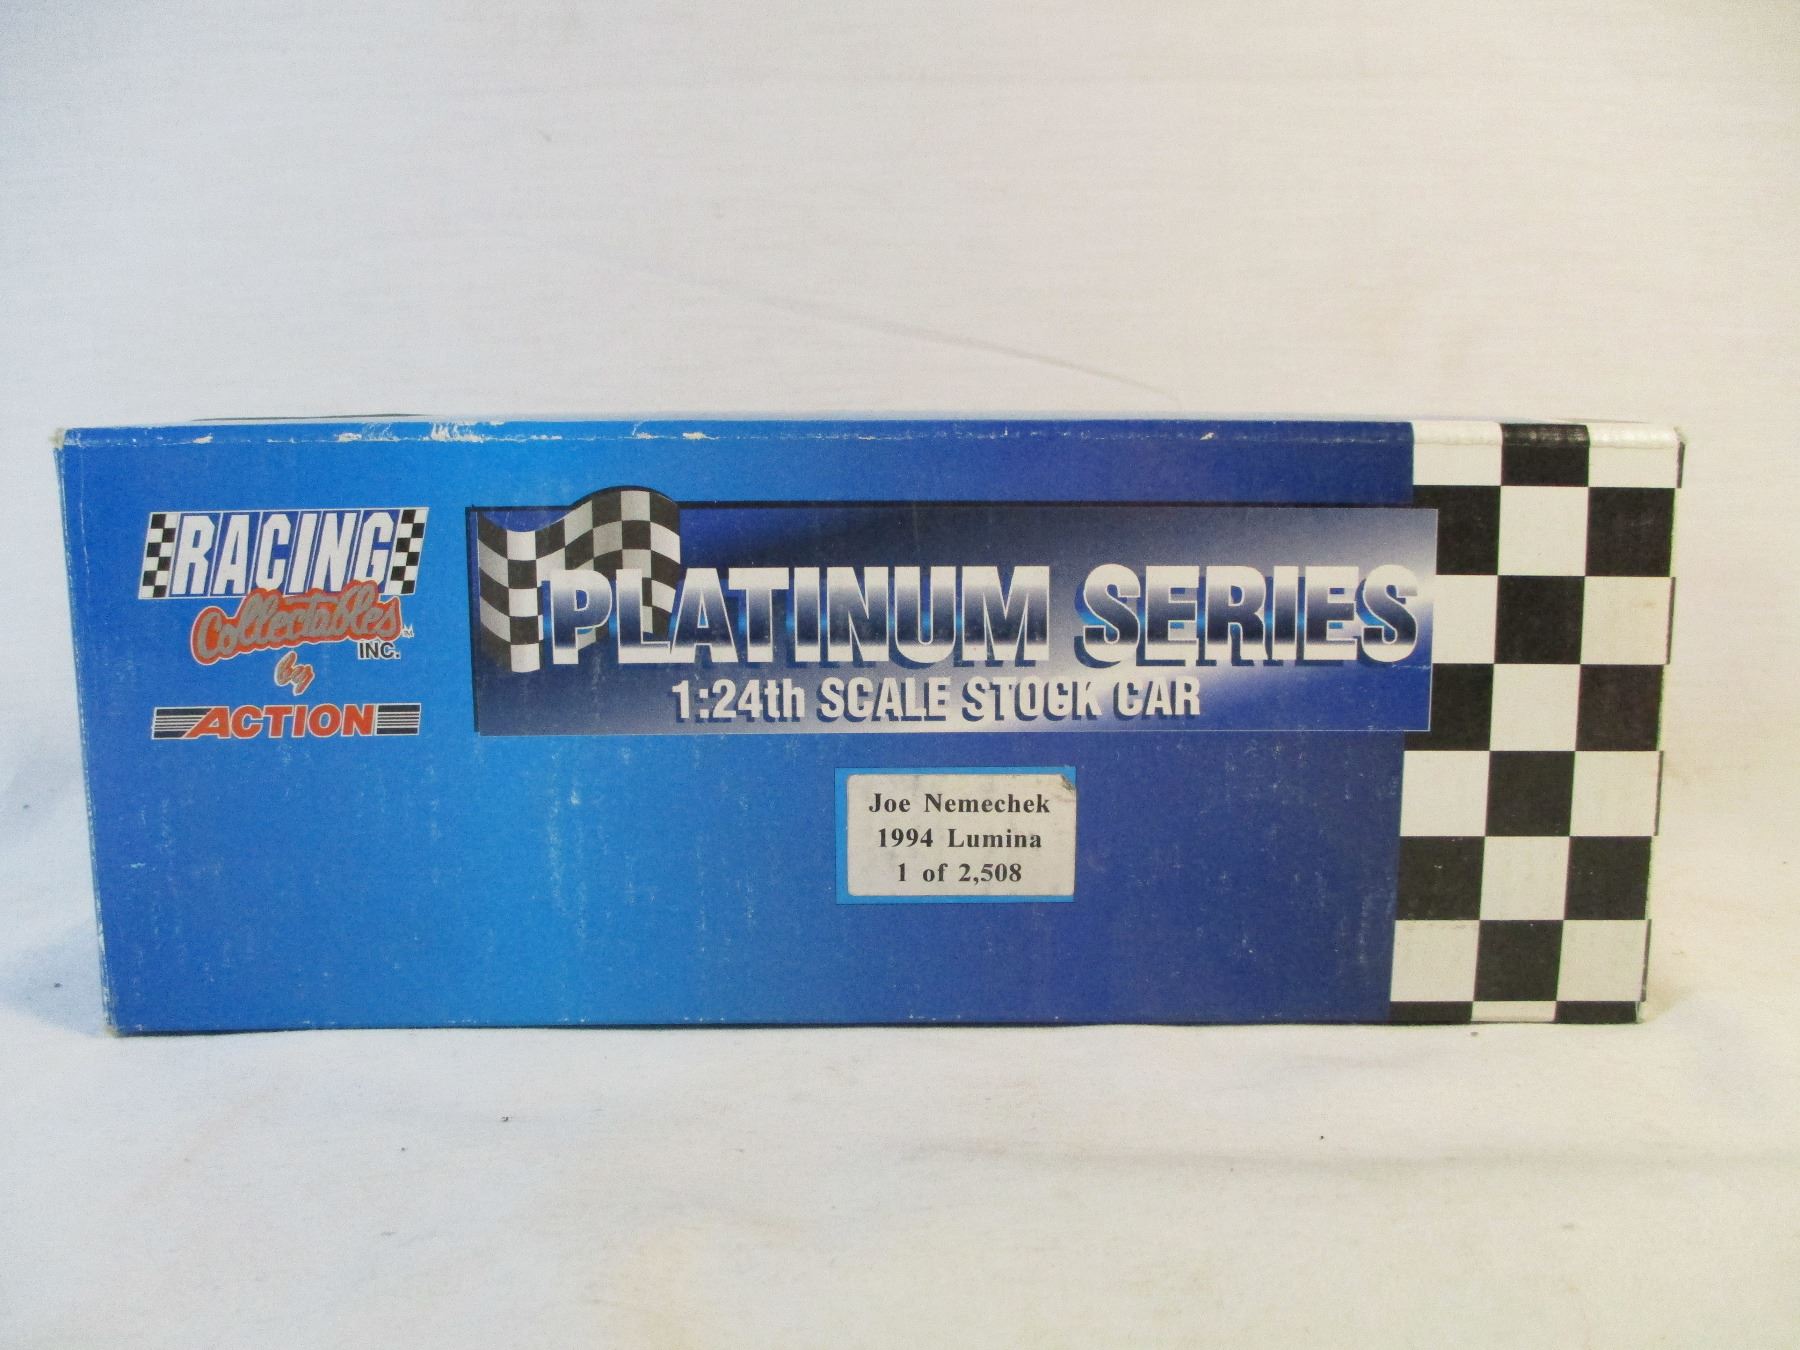 RACING
Collectables TM
INC.
by
ACTION
PLATINUM SERIES
1:24th SCALE STOCK CAR
Joe Nemechek
1994 Lumina
1 of 2,508